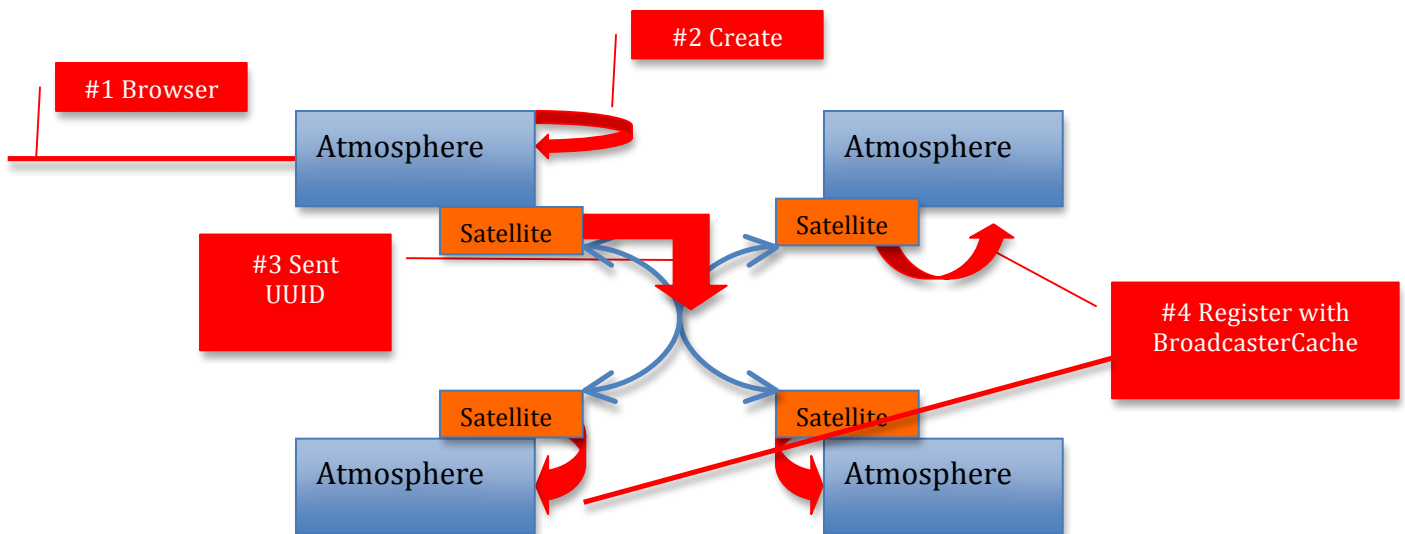 #2 Create
#1 Browser
Atmosphere
Atmosphere
Satellite
Satellite
#3 Sent
UUID
#4 Register with
BroadcasterCache
Satellite
Satellite
Atmosphere
Atmosphere